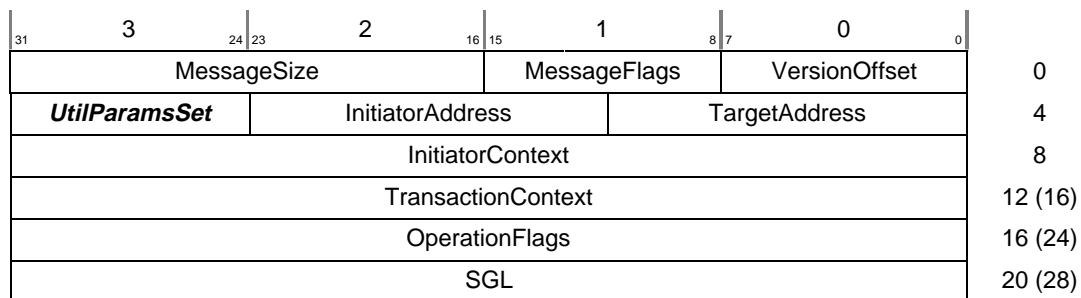 3 2 1 0
31 24 23 16 15 8 7 0
MessageSize MessageFlags VersionOffset 0
UtilParamsSet InitiatorAddress TargetAddress 4
InitiatorContext 8
TransactionContext 12 (16)
OperationFlags 16 (24)
SGL 20 (28)